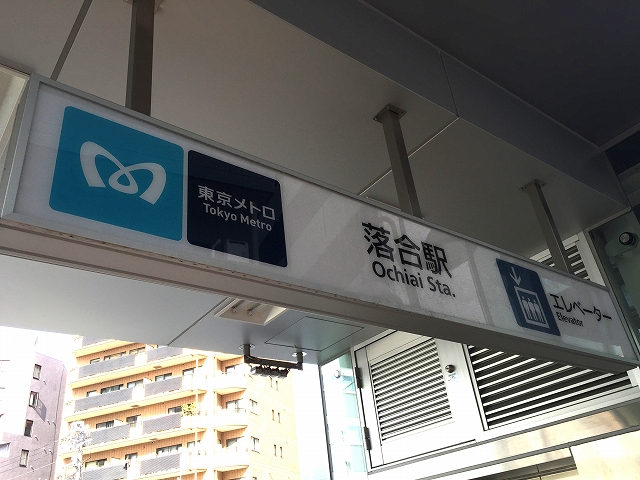 東京メトロ
Tokyo Metro
落合駅
Ochiai Sta.
エレベーター
Elevator